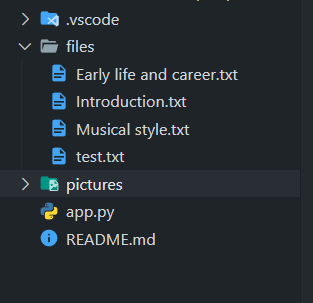 .vscode
files
Early life and career.txt
Introduction.txt
Musical style.txt
test.txt
pictures
app.py
README.md